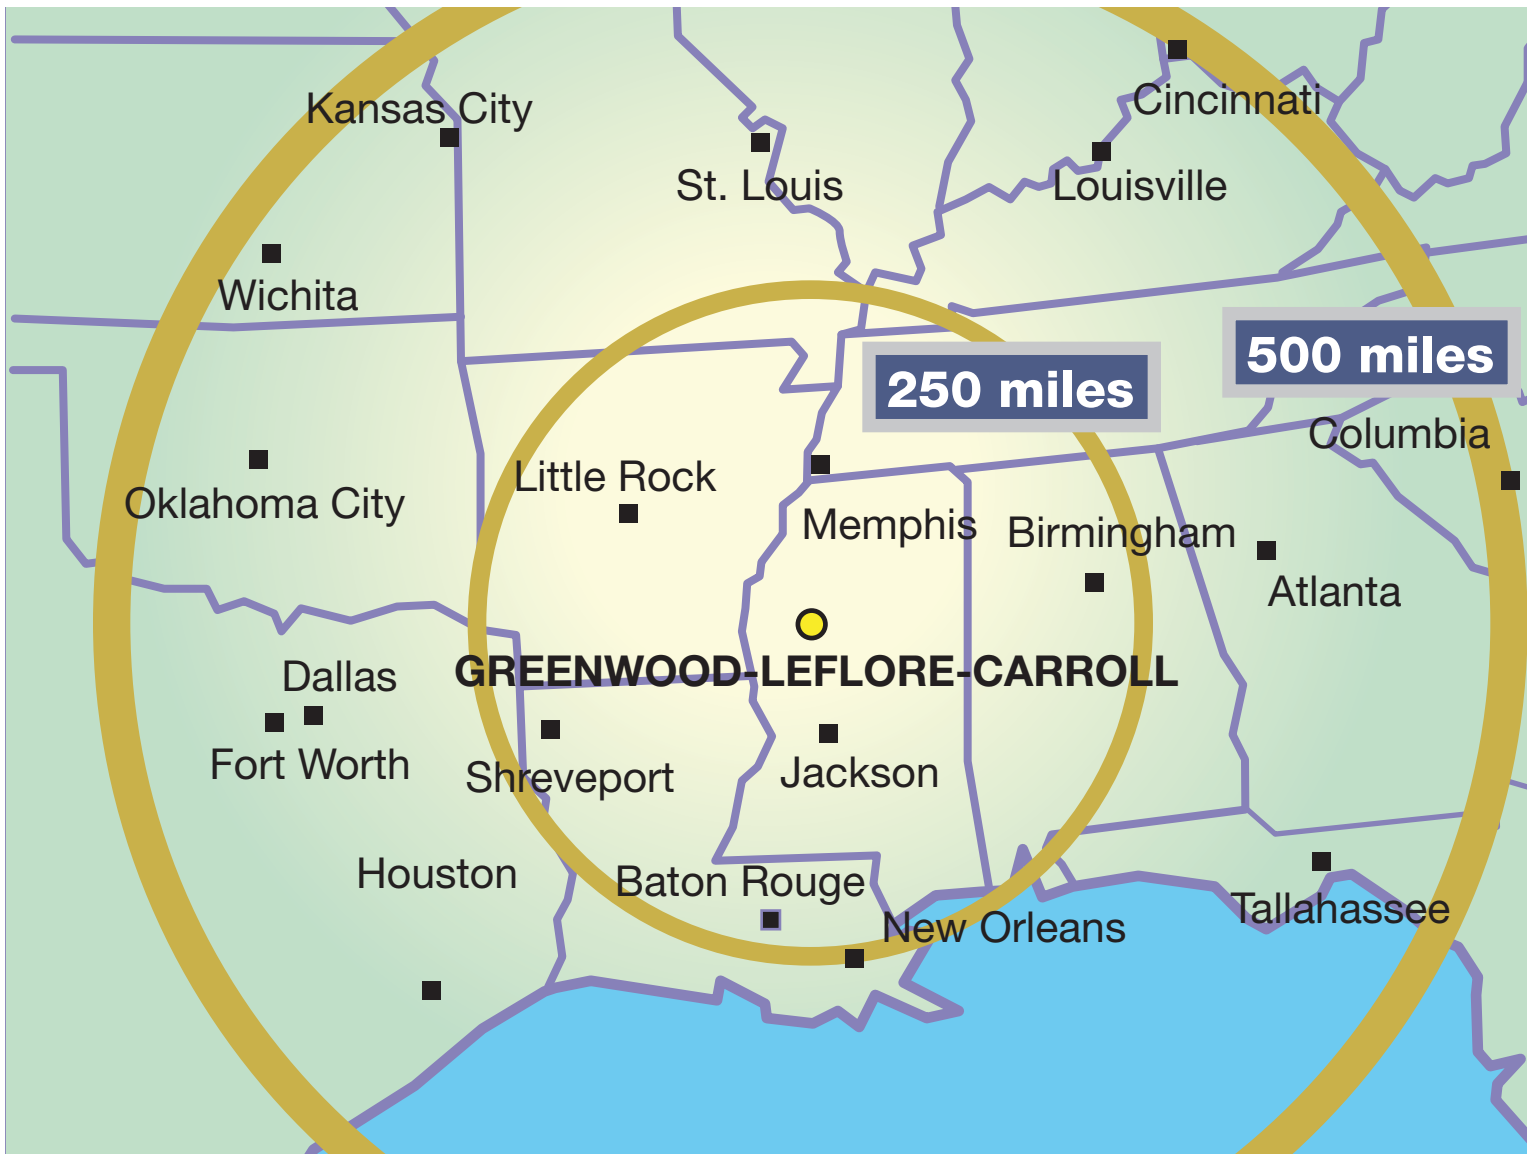 Kansas City
Cincinnati
St. Louis
Louisville
Wichita
500 miles
250 miles
Columbia
Little Rock
Oklahoma City
Memphis
Birmingham
Atlanta
GREENWOOD-LEFLORE-CARROLL
Dallas
Fort Worth
Shreveport
Jackson
Houston
Baton Rouge
Tallahassee
New Orleans